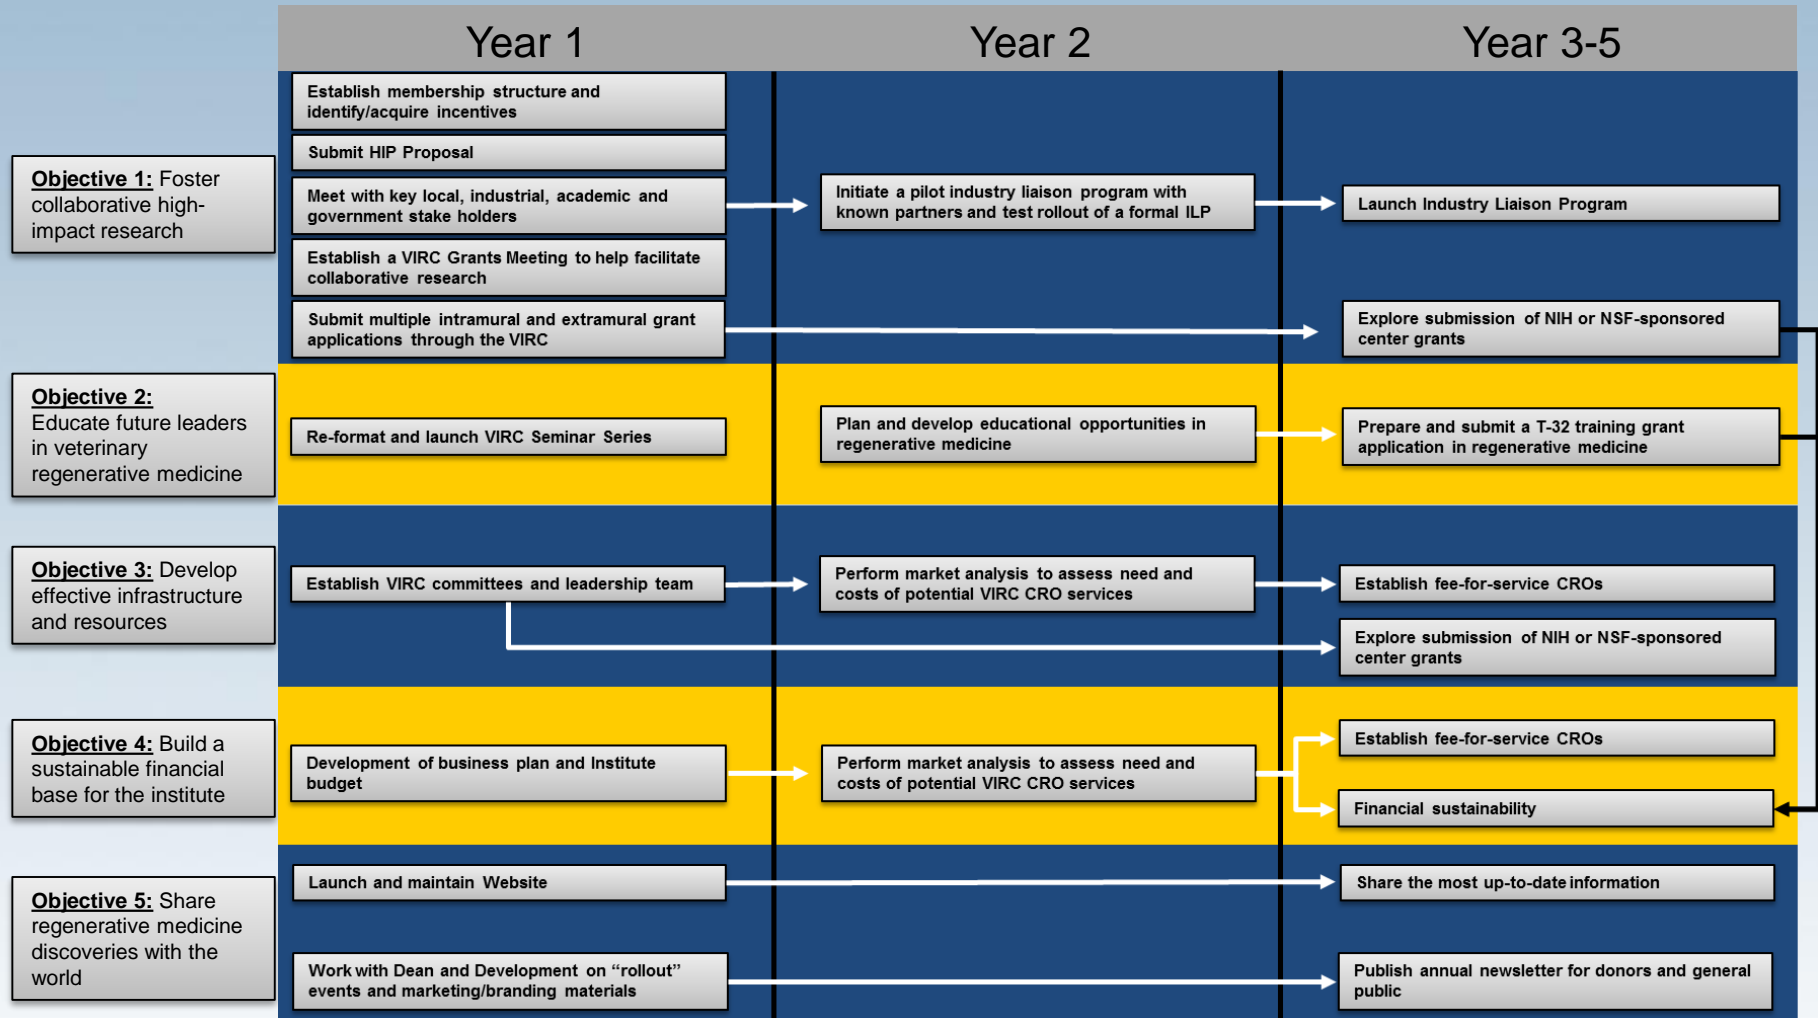 Year 1
Year 2
Year 3-5
Objective 1: Foster
collaborative high-
impact research
Establish membership structure and
identify/acquire incentives
Submit HIP Proposal
Meet with key local, industrial, academic and
government stake holders
Initiate a pilot industry liaison program with
known partners and test rollout of a formal ILP
Launch Industry Liaison Program
Establish a VIRC Grants Meeting to help facilitate
collaborative research
Submit multiple intramural and extramural grant
applications through the VIRC
Explore submission of NIH or NSF-sponsored
center grants
Objective 2:
Educate future leaders
in veterinary
regenerative medicine
Re-format and launch VIRC Seminar Series
Plan and develop educational opportunities in
regenerative medicine
Prepare and submit a T-32 training grant
application in regenerative medicine
Objective 3: Develop
effective infrastructure
and resources
Establish VIRC committees and leadership team
Perform market analysis to assess need and
costs of potential VIRC CRO services
Establish fee-for-service CROs
Explore submission of NIH or NSF-sponsored
center grants
Objective 4: Build a
sustainable financial
base for the institute
Development of business plan and Institute
budget
Perform market analysis to assess need and
costs of potential VIRC CRO services
Establish fee-for-service CROs
Financial sustainability
Objective 5: Share
regenerative medicine
discoveries with the
world
Launch and maintain Website
Share the most up-to-date information
Work with Dean and Development on “rollout”
events and marketing/branding materials
Publish annual newsletter for donors and general
public